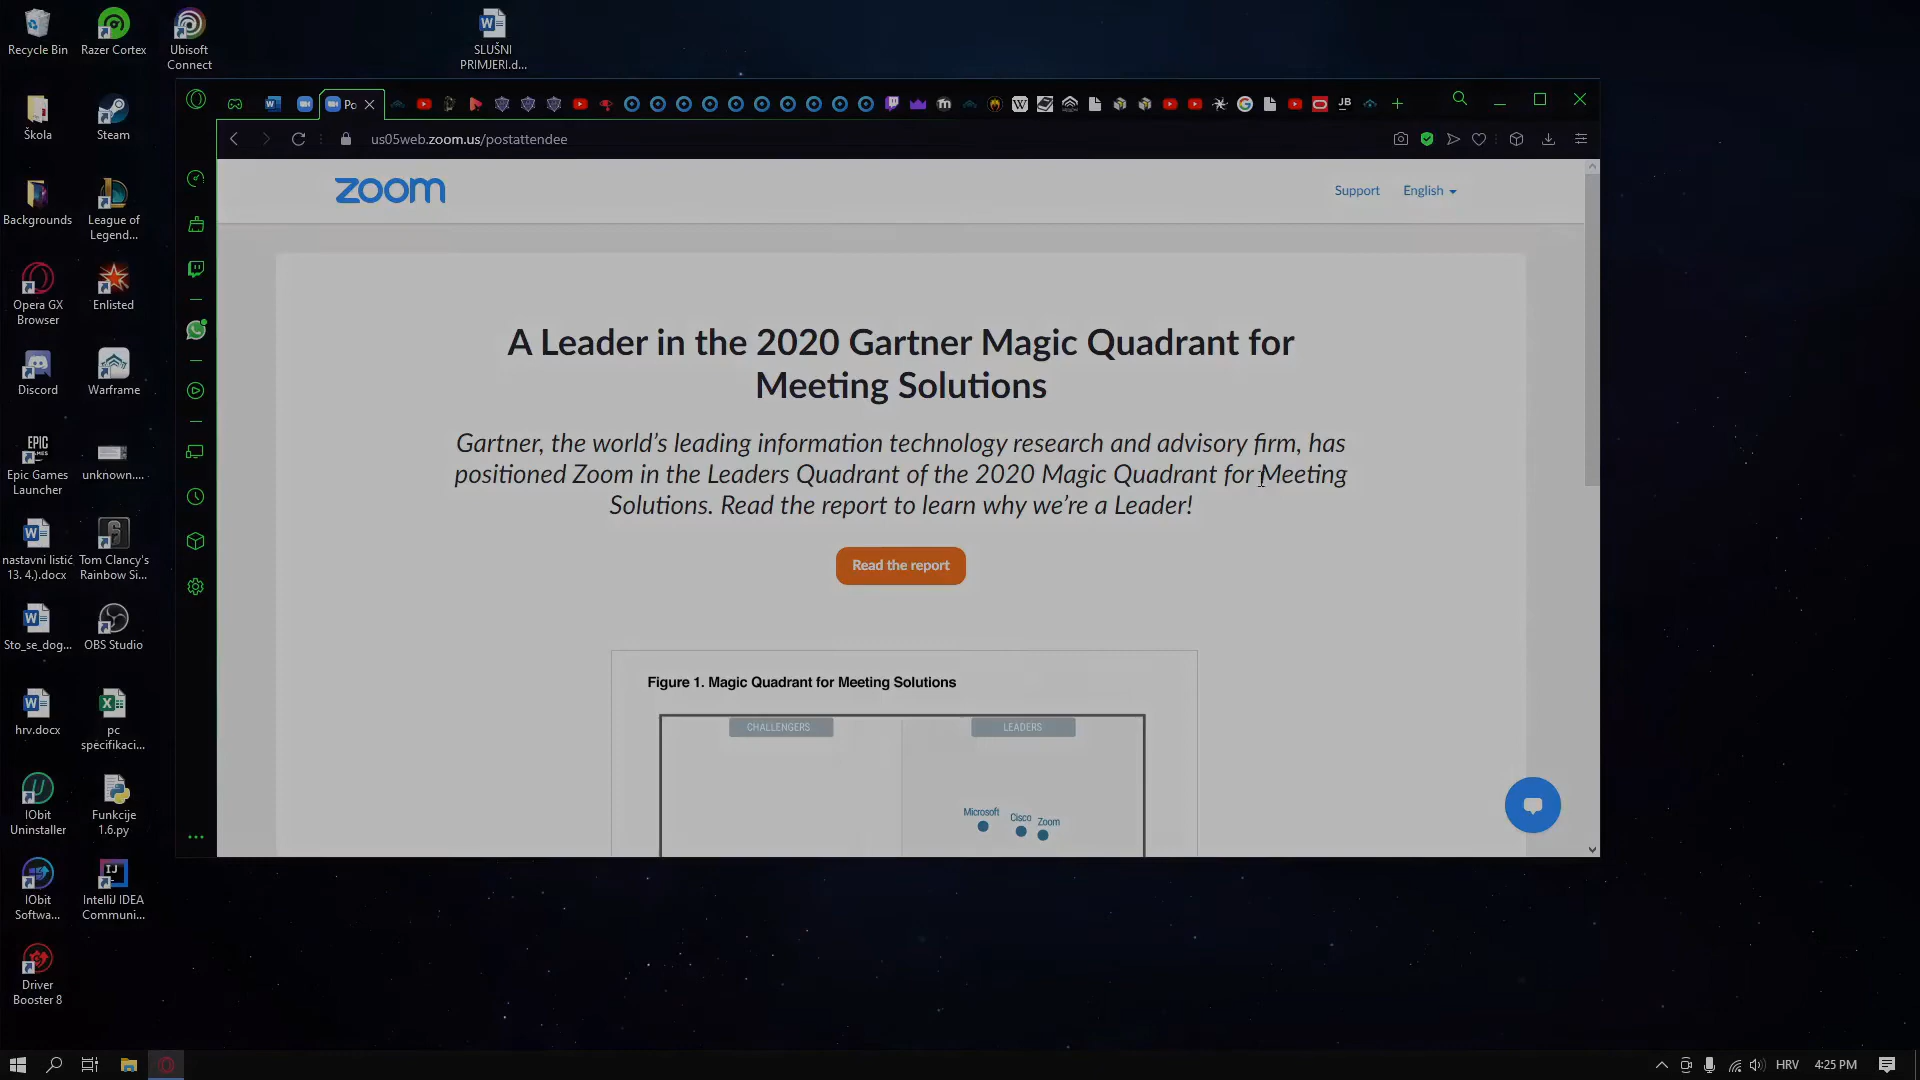 Recycle Bin
Razer Cortex
Ubisoft
Connect
SLUŠNI
PRIMJERI.d...
Škola
Steam
Backgrounds
League of
Legend...
Opera GX
Browser
Enlisted
Discord
Warframe
Epic Games
Launcher
unknown....
nastavni listić
13. 4.).docx
Tom Clancy's
Rainbow Si...
Sto_se_dog...
OBS Studio
hrv.docx
pc
specifikaci...
IObit
Uninstaller
Funkcije
1.6.py
IObit
Softwa...
IntelliJ IDEA
Communi...
Driver
Booster 8
EPIC
GAMES
IJ
Po
JB
us05web.zoom.us/postattendee
zoom
Support
English
A Leader in the 2020 Gartner Magic Quadrant for
Meeting Solutions
Gartner, the world's leading information technology research and advisory firm, has
positioned Zoom in the Leaders Quadrant of the 2020 Magic Quadrant for Meeting
Solutions. Read the report to learn why we're a Leader!
Read the report
Figure 1. Magic Quadrant for Meeting Solutions
CHALLENGERS
LEADERS
Microsoft
Cisco
Zoom
HRV
4:25 PM